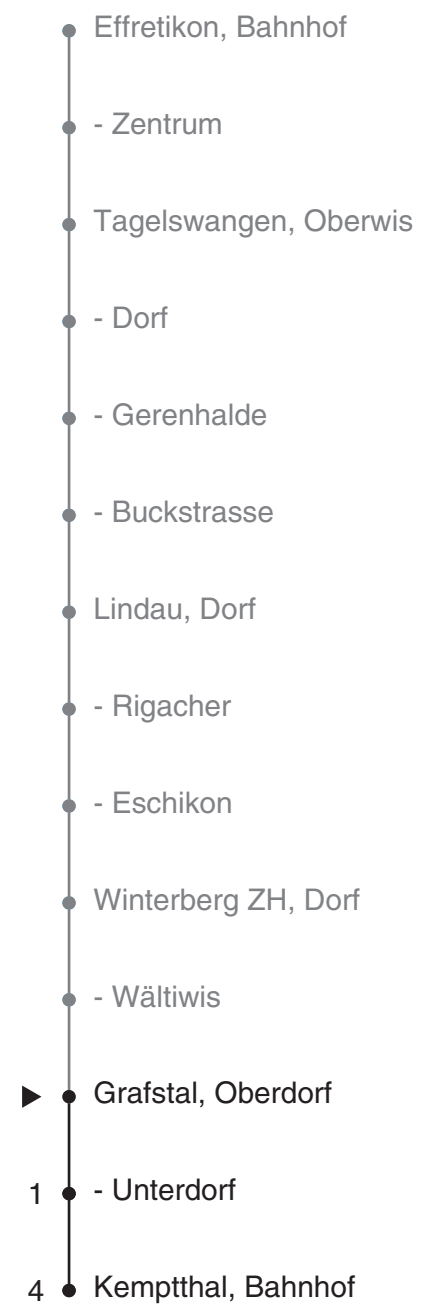 Effretikon, Bahnhof
- Zentrum
Tagelswangen, Oberwis
- Dorf
- Gerenhalde
- Buckstrasse
Lindau, Dorf
- Rigacher
- Eschikon
Winterberg ZH, Dorf
- Wältiwis
Grafstal, Oberdorf
1 - Unterdorf
4 Kemptthal, Bahnhof